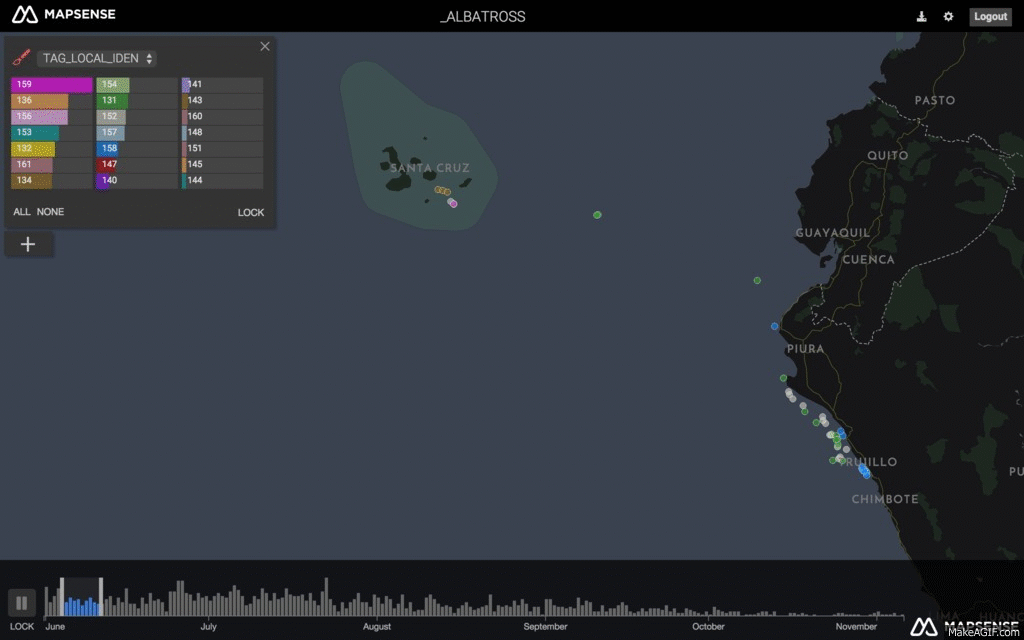 MAPSENSE
_ALBATROSS
Logout
TAG_LOCAL_IDEN
159 154 141
136 131 143
156 152 160
153 157 148
132 158 151
161 147 145
134 140 144
ALL NONE LOCK
PASTO
QUITO
SANTA CRUZ
GUAYAQUIL
CUENCA
PIURA
TRUJILLO
CHIMBOTE
LOCK
June July August September October November
MAPSENSE
MakeAGif.com